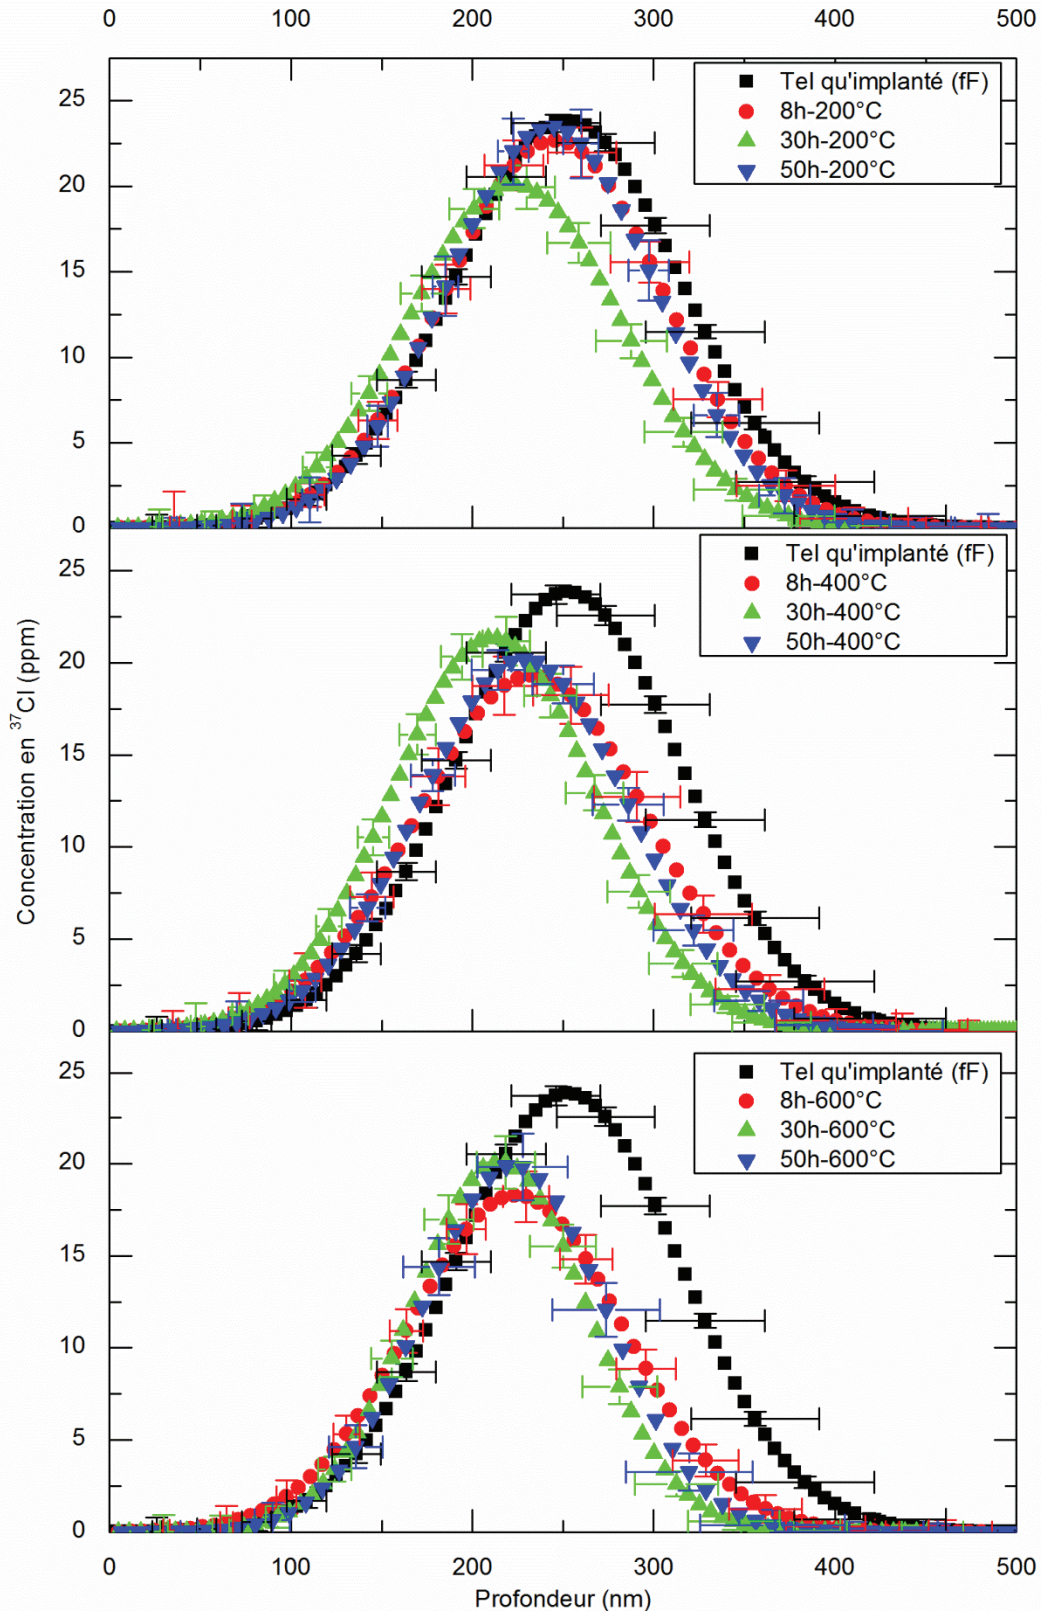 0 100 200 300 400 500
Tel qu'implanté (fF)
8h-200°C
30h-200°C
50h-200°C
25
20
15
10
5
0
Tel qu'implanté (fF)
8h-400°C
30h-400°C
50h-400°C
25
20
15
10
5
0
Concentration en ³⁷Cl (ppm)
Tel qu'implanté (fF)
8h-600°C
30h-600°C
50h-600°C
25
20
15
10
5
0
0 100 200 300 400 500
Profondeur (nm)